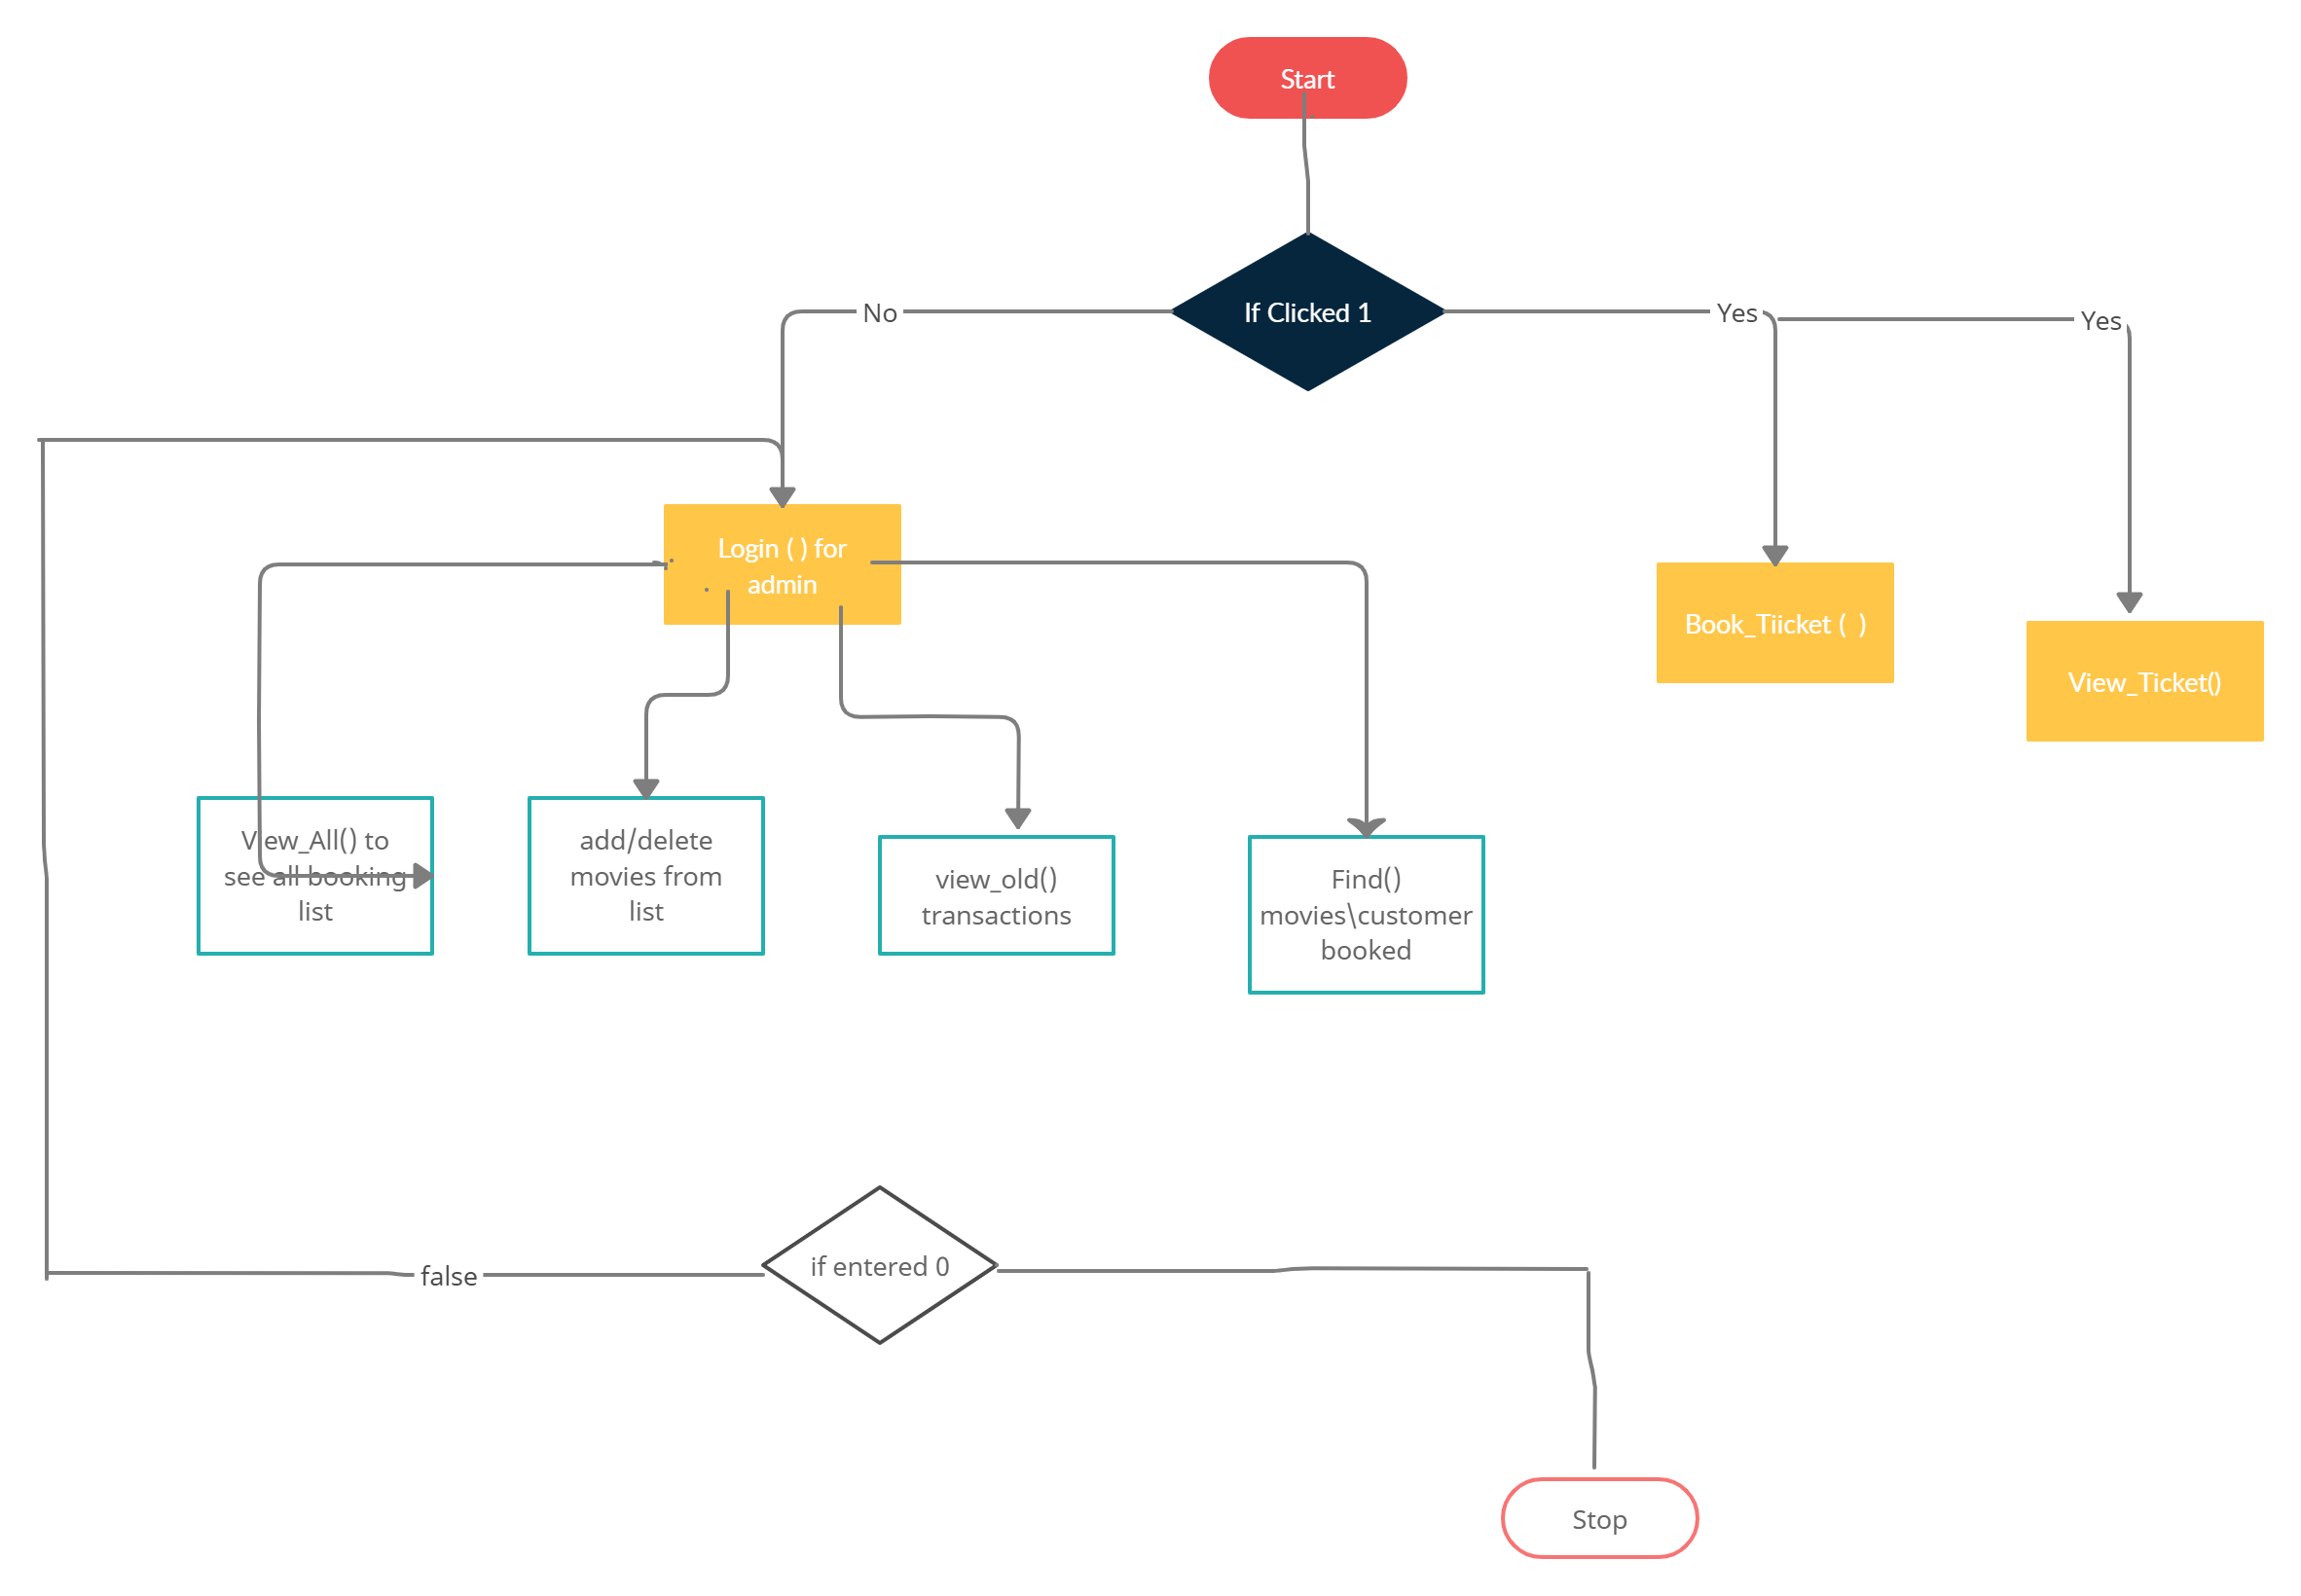 Start
If Clicked 1
No
Yes
Yes
Login ( ) for
admin
Book_Tiicket (  )
View_Ticket()
View_All() to
see all booking
list
add/delete
movies from
list
view_old()
transactions
Find()
movies\customer
booked
if entered 0
false
Stop